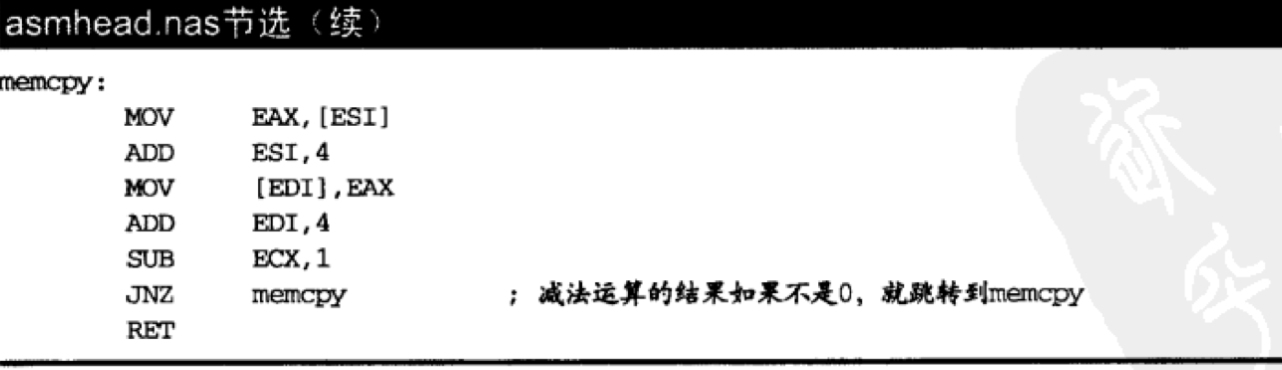 asmhead.nas节选（续）
memcpy:
MOV EAX,[ESI]
ADD ESI,4
MOV [EDI],EAX
ADD EDI,4
SUB ECX,1
JNZ memcpy ; 减法运算的结果如果不是0，就跳转到memcpy
RET